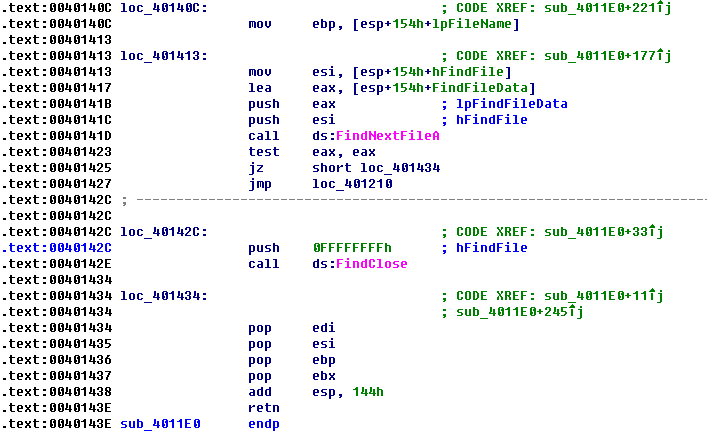 .text:0040140C loc_40140C: ; CODE XREF: sub_4011E0+221↑j
.text:0040140C mov ebp, [esp+154h+lpFileName]
.text:00401413
.text:00401413 loc_401413: ; CODE XREF: sub_4011E0+177↑j
.text:00401413 mov esi, [esp+154h+hFindFile]
.text:00401417 lea eax, [esp+154h+FindFileData]
.text:0040141B push eax ; lpFindFileData
.text:0040141C push esi ; hFindFile
.text:0040141D call ds:FindNextFileA
.text:00401423 test eax, eax
.text:00401425 jz short loc_401434
.text:00401427 jmp loc_401210
.text:0040142C ; ---------------------------------------------------------------------------
.text:0040142C
.text:0040142C loc_40142C: ; CODE XREF: sub_4011E0+33↑j
.text:0040142C push 0FFFFFFFFh ; hFindFile
.text:0040142E call ds:FindClose
.text:00401434
.text:00401434 loc_401434: ; CODE XREF: sub_4011E0+11↑j
.text:00401434 ; sub_4011E0+245↑j
.text:00401434 pop edi
.text:00401435 pop esi
.text:00401436 pop ebp
.text:00401437 pop ebx
.text:00401438 add esp, 144h
.text:0040143E retn
.text:0040143E sub_4011E0 endp